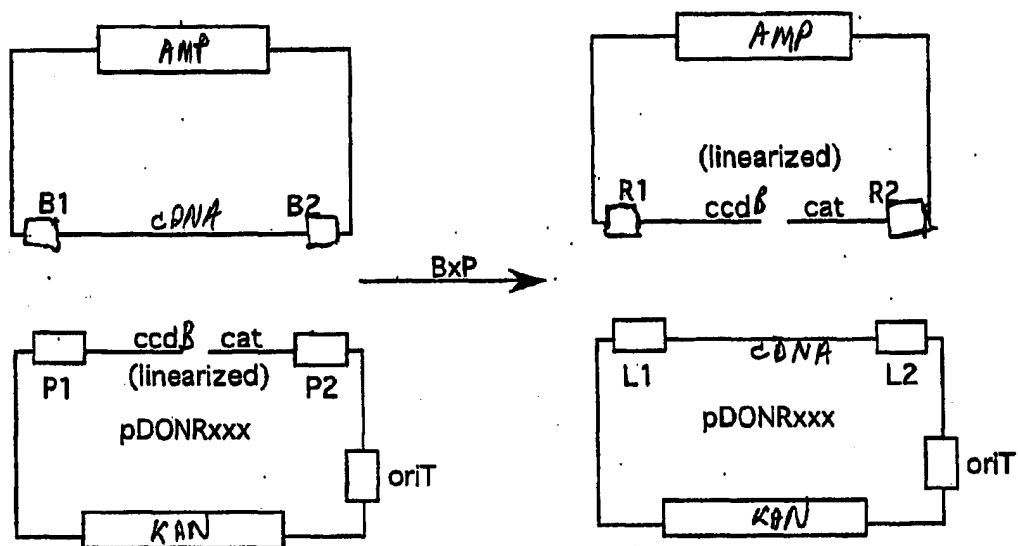 AMP
B1 cDNA B2
ccdB cat
(linearized)
P1 P2
pDONRxxx
oriT
KAN
BxP
AMP
(linearized)
R1 ccdB cat R2
cDNA
L1 L2
pDONRxxx
oriT
KAN